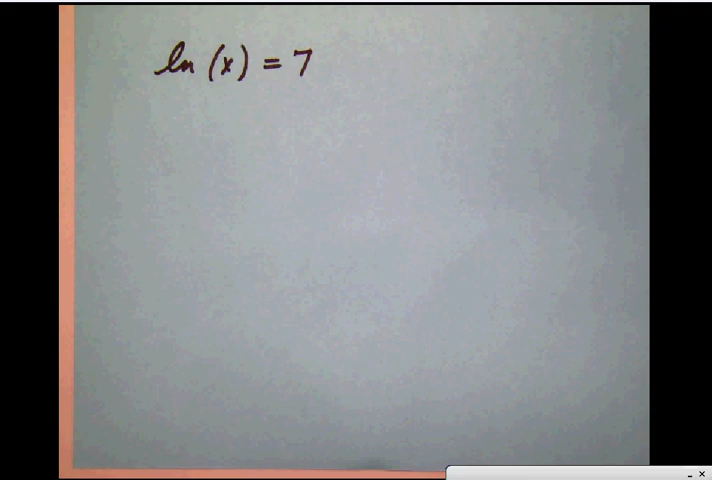 ln (x) = 7